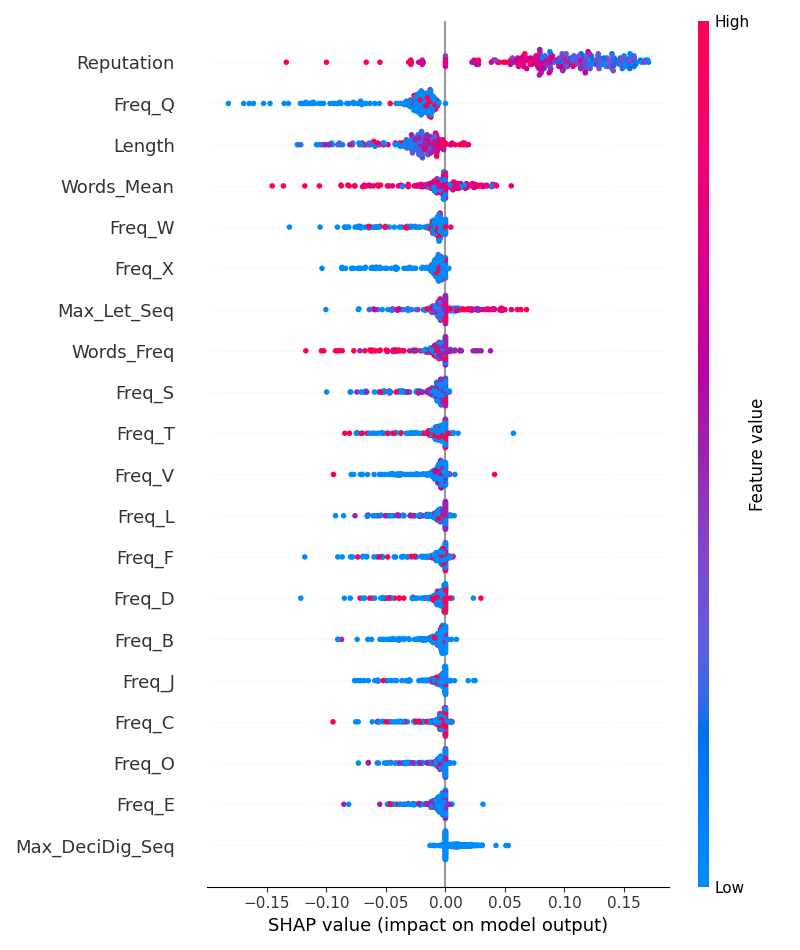 High
Reputation
Freq_Q
Length
Words_Mean
Freq_W
Freq_X
Max_Let_Seq
Words_Freq
Freq_S
Freq_T
Freq_V
Freq_L
Freq_F
Freq_D
Freq_B
Freq_J
Freq_C
Freq_O
Freq_E
Max_DeciDig_Seq
Feature value
Low
−0.15 −0.10 −0.05 0.00 0.05 0.10 0.15
SHAP value (impact on model output)